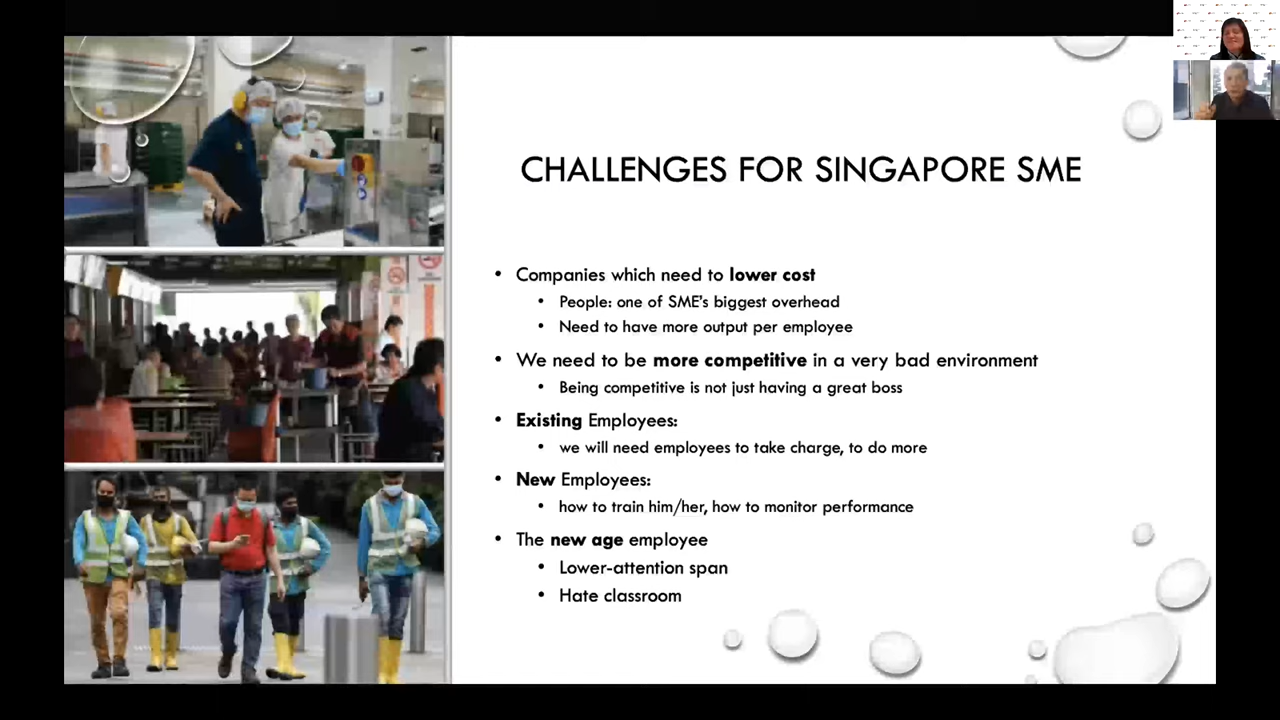 CHALLENGES FOR SINGAPORE SME
• Companies which need to lower cost
• People: one of SME's biggest overhead
• Need to have more output per employee
• We need to be more competitive in a very bad environment
• Being competitive is not just having a great boss
• Existing Employees:
• we will need employees to take charge, to do more
• New Employees:
• how to train him/her, how to monitor performance
• The new age employee
• Lower-attention span
• Hate classroom